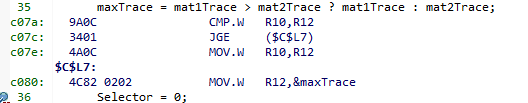 35 maxTrace = mat1Trace > mat2Trace ? mat1Trace : mat2Trace;
c07a: 9A0C CMP.W R10,R12
c07c: 3401 JGE ($C$L7)
c07e: 4A0C MOV.W R10,R12
$C$L7:
c080: 4C82 0202 MOV.W R12,&maxTrace
36 Selector = 0;